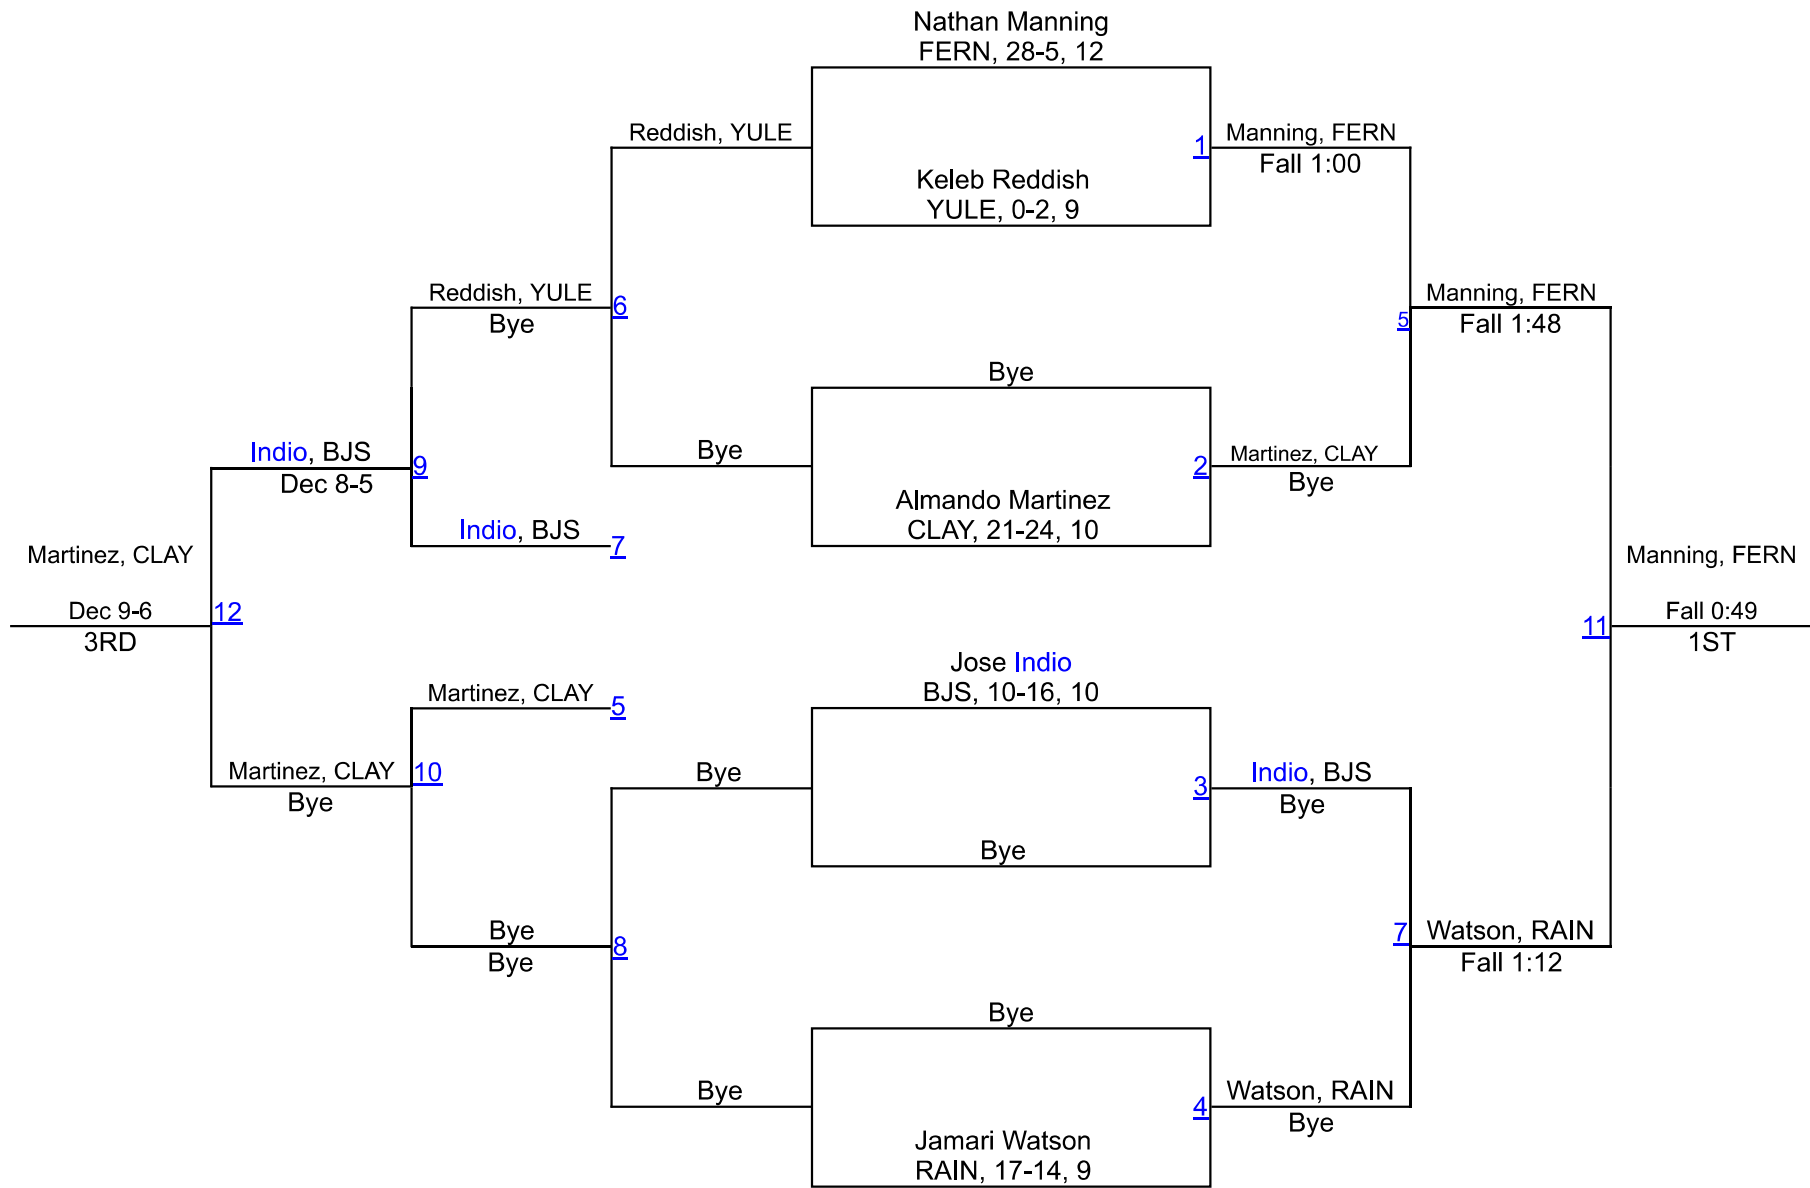 Nathan Manning
FERN, 28-5, 12
Reddish, YULE
1
Manning, FERN
Fall 1:00
Keleb Reddish
YULE, 0-2, 9
Reddish, YULE
Bye
6
5
Manning, FERN
Fall 1:48
Bye
Indio, BJS
Dec 8-5
9
Bye
2
Martinez, CLAY
Bye
Almando Martinez
CLAY, 21-24, 10
Indio, BJS
7
Martinez, CLAY
Dec 9-6
3RD
12
Manning, FERN
11
Fall 0:49
1ST
Jose Indio
BJS, 10-16, 10
Martinez, CLAY
5
Martinez, CLAY
Bye
10
Bye
3
Indio, BJS
Bye
Bye
Bye
Bye
8
7
Watson, RAIN
Fall 1:12
Bye
Bye
4
Watson, RAIN
Bye
Jamari Watson
RAIN, 17-14, 9